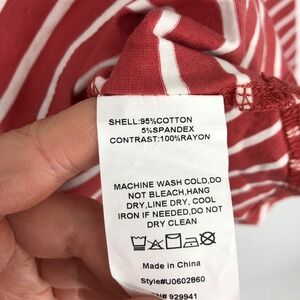 SHELL:95%COTTON
5%SPANDEX
CONTRAST:100%RAYON
MACHINE WASH COLD,DO
NOT BLEACH,HANG
DRY,LINE DRY, COOL
IRON IF NEEDED,DO NOT
DRY CLEAN
Made in China
Style#U0602860
929941